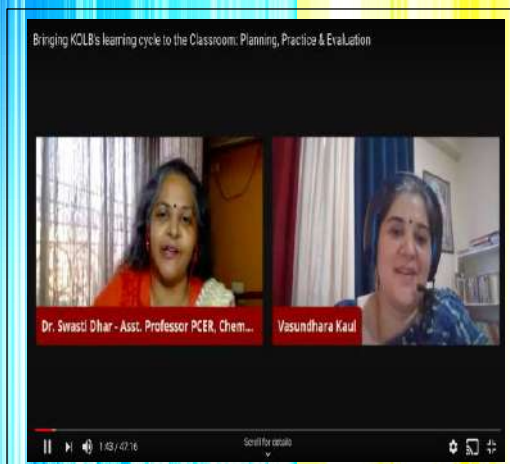 Bringing KOLB's learning cycle to the Classroom: Planning, Practice & Evaluation
Dr. Swasti Dhar - Asst. Professor PCER, Chem...
Vasundhara Kaul
1:43 / 42:16
Scroll for details